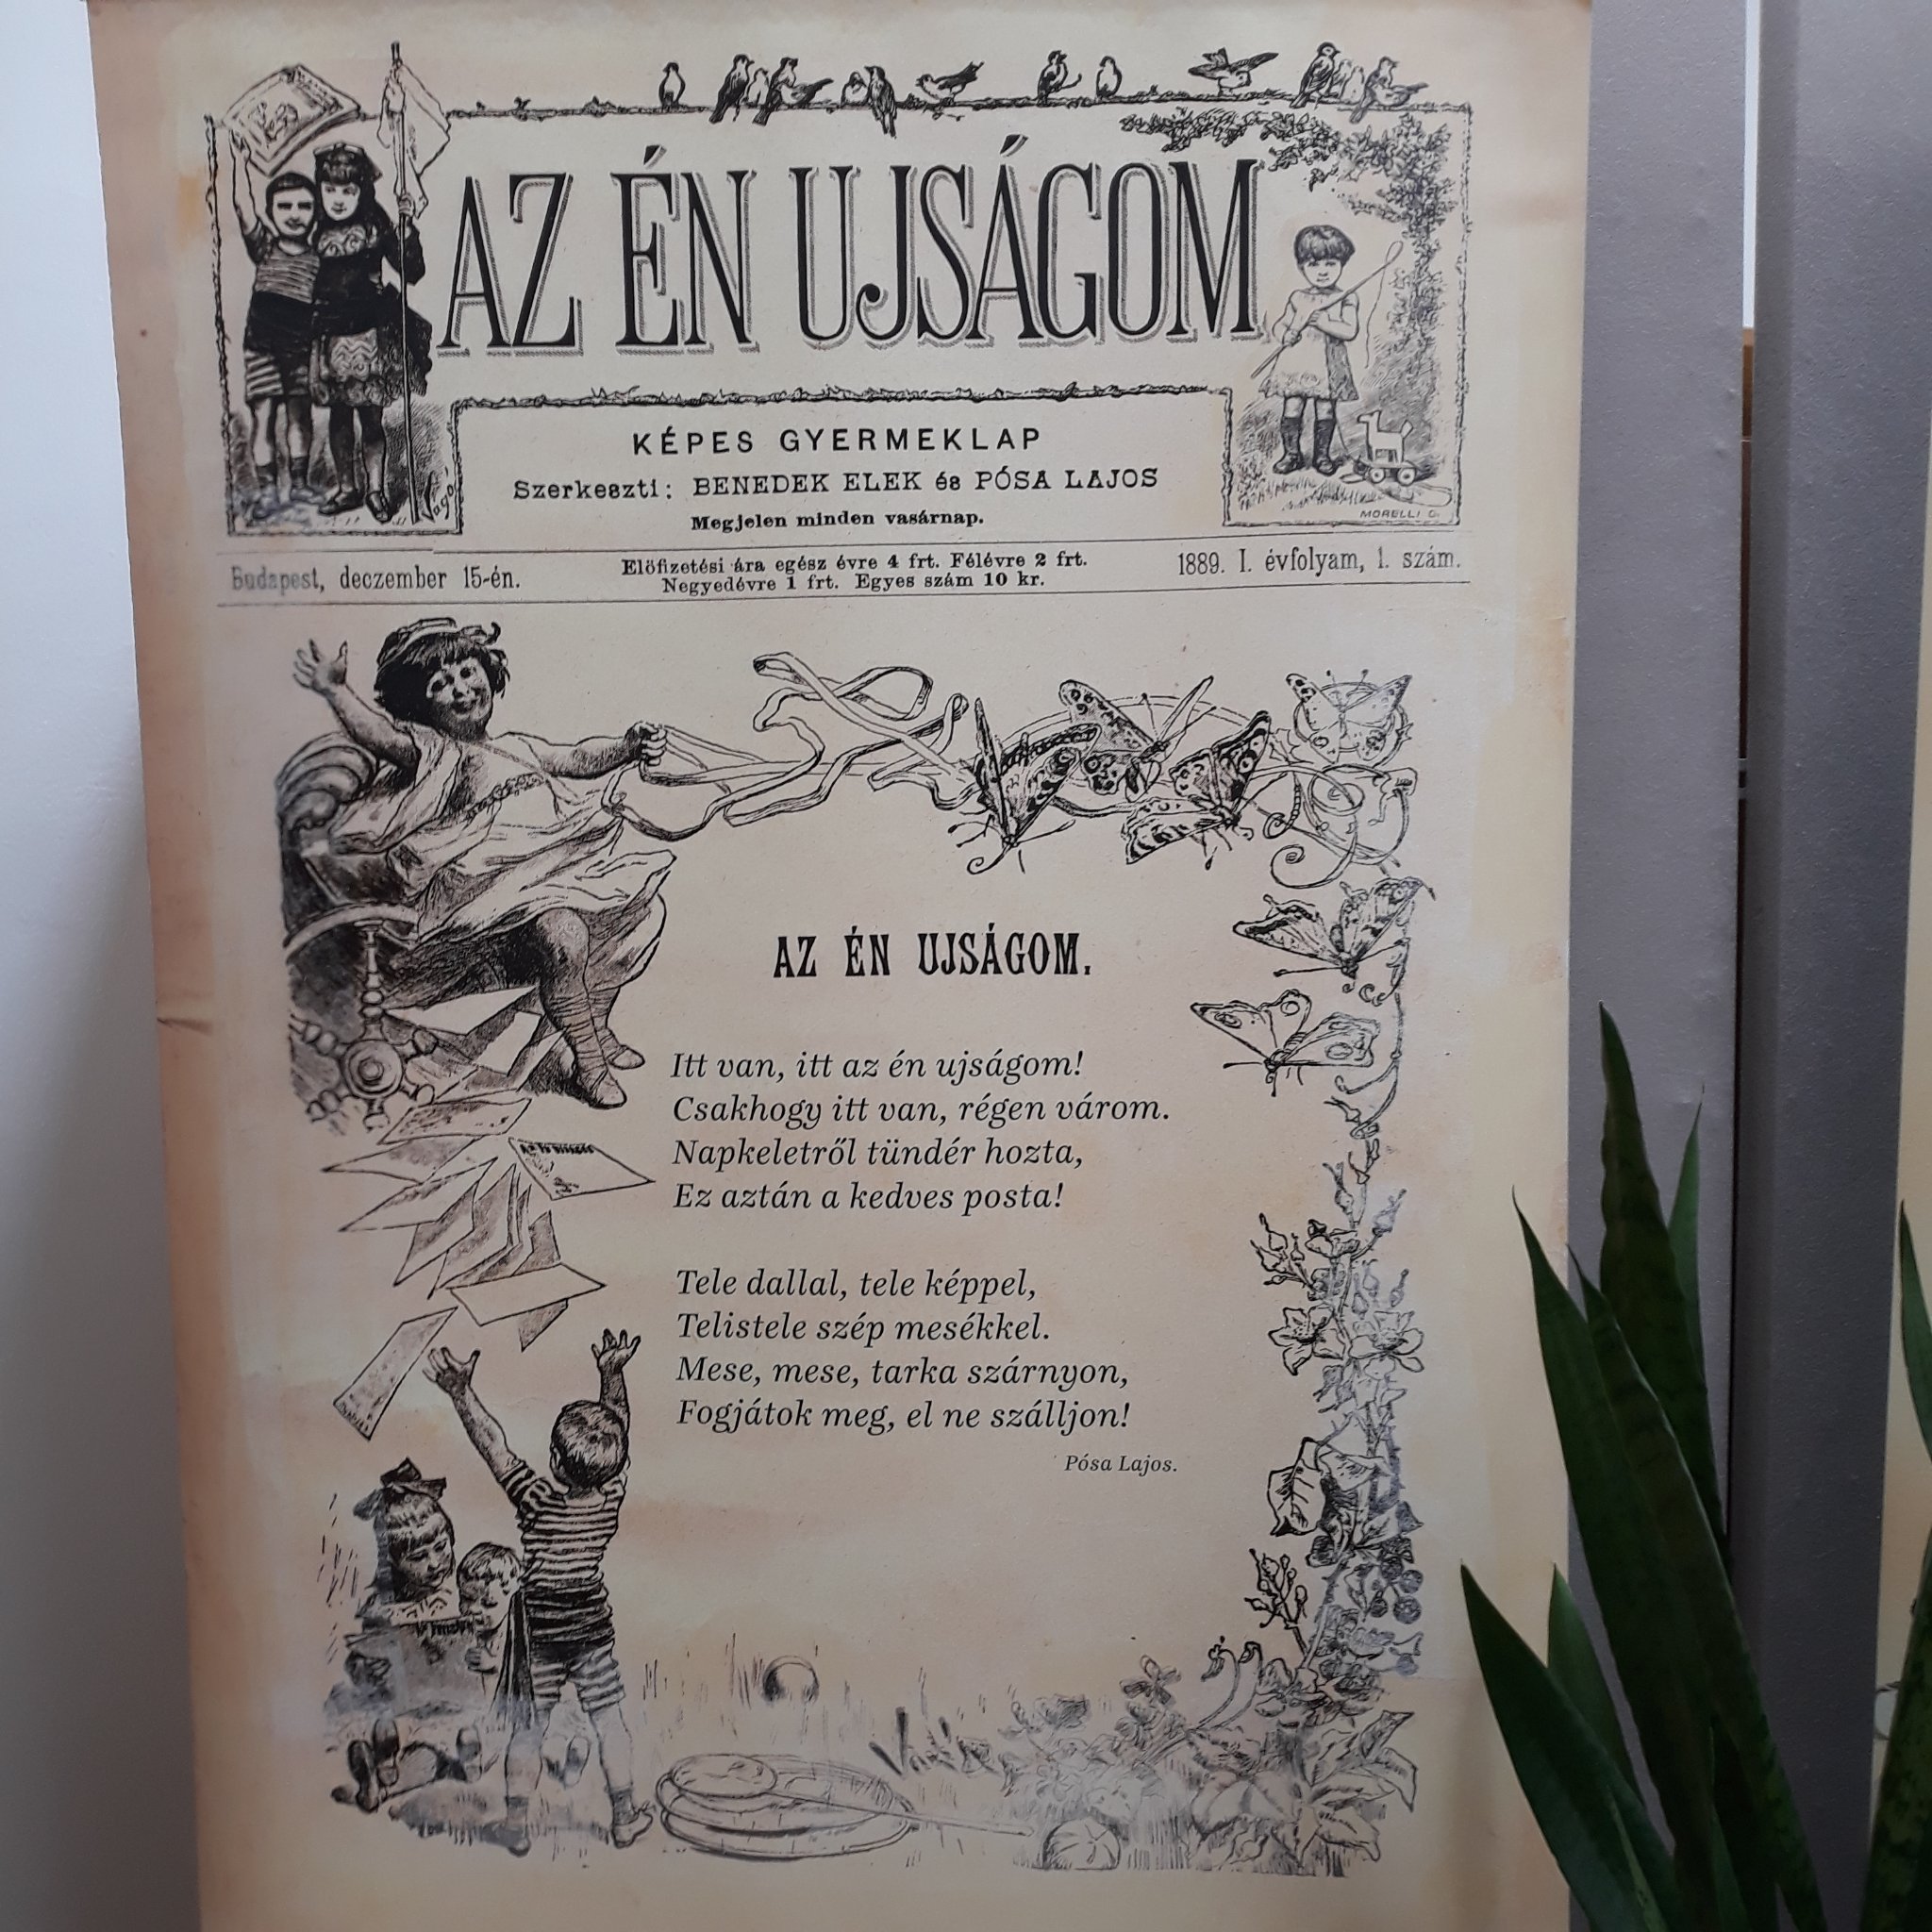 AZ ÉN UJSÁGOM
KÉPES GYERMEKLAP
Szerkeszti: BENEDEK ELEK és PÓSA LAJOS
Megjelen minden vasárnap.
MORELLI G.
Budapest, deczember 15-én.
Előfizetési ára egész évre 4 frt. Félévre 2 frt.
Negyedévre 1 frt. Egyes szám 10 kr.
1889. I. évfolyam, 1. szám.
AZ ÉN UJSÁGOM.
Itt van, itt az én ujságom!
Csakhogy itt van, régen várom.
Napkeletről tündér hozta,
Ez aztán a kedves posta!
Tele dallal, tele képpel,
Telistele szép mesékkel.
Mese, mese, tarka szárnyon,
Fogjátok meg, el ne szálljon!
Pósa Lajos.